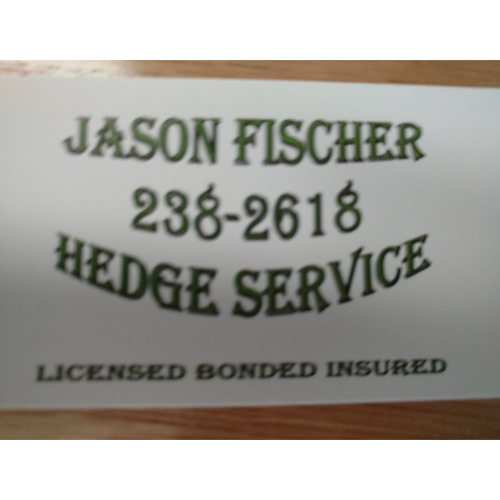 JASON FISCHER
238-2618
HEDGE SERVICE
LICENSED BONDED INSURED